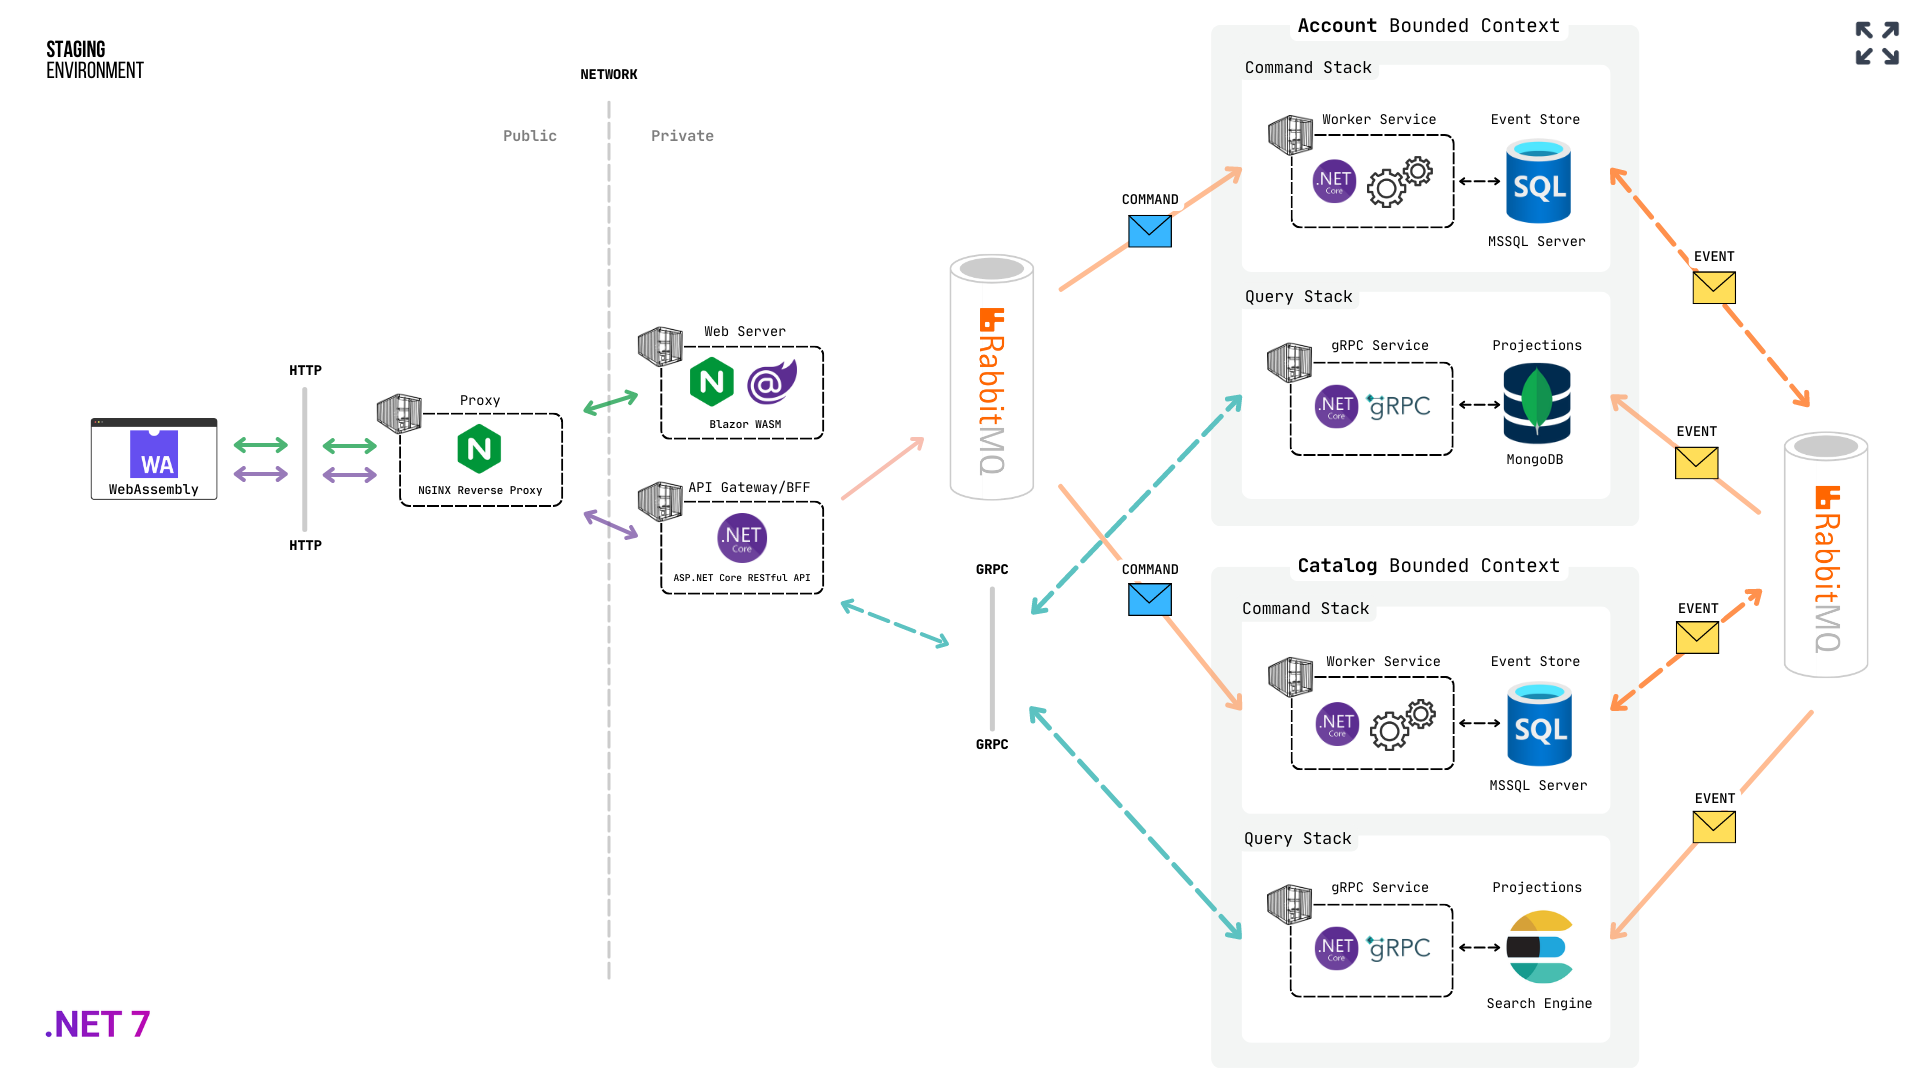 STAGING
ENVIRONMENT
NETWORK
Public
Private
HTTP
HTTP
WA
WebAssembly
Proxy
N
NGINX Reverse Proxy
Web Server
N
@
Blazor WASM
API Gateway/BFF
.NET
Core
ASP.NET Core RESTful API
RabbitMQ
GRPC
GRPC
COMMAND
COMMAND
Account Bounded Context
Command Stack
Worker Service
.NET
Core
Event Store
SQL
MSSQL Server
Query Stack
gRPC Service
.NET
Core
gRPC
Projections
MongoDB
Catalog Bounded Context
Command Stack
Worker Service
.NET
Core
Event Store
SQL
MSSQL Server
Query Stack
gRPC Service
.NET
Core
gRPC
Projections
Search Engine
EVENT
EVENT
EVENT
EVENT
RabbitMQ
.NET 7